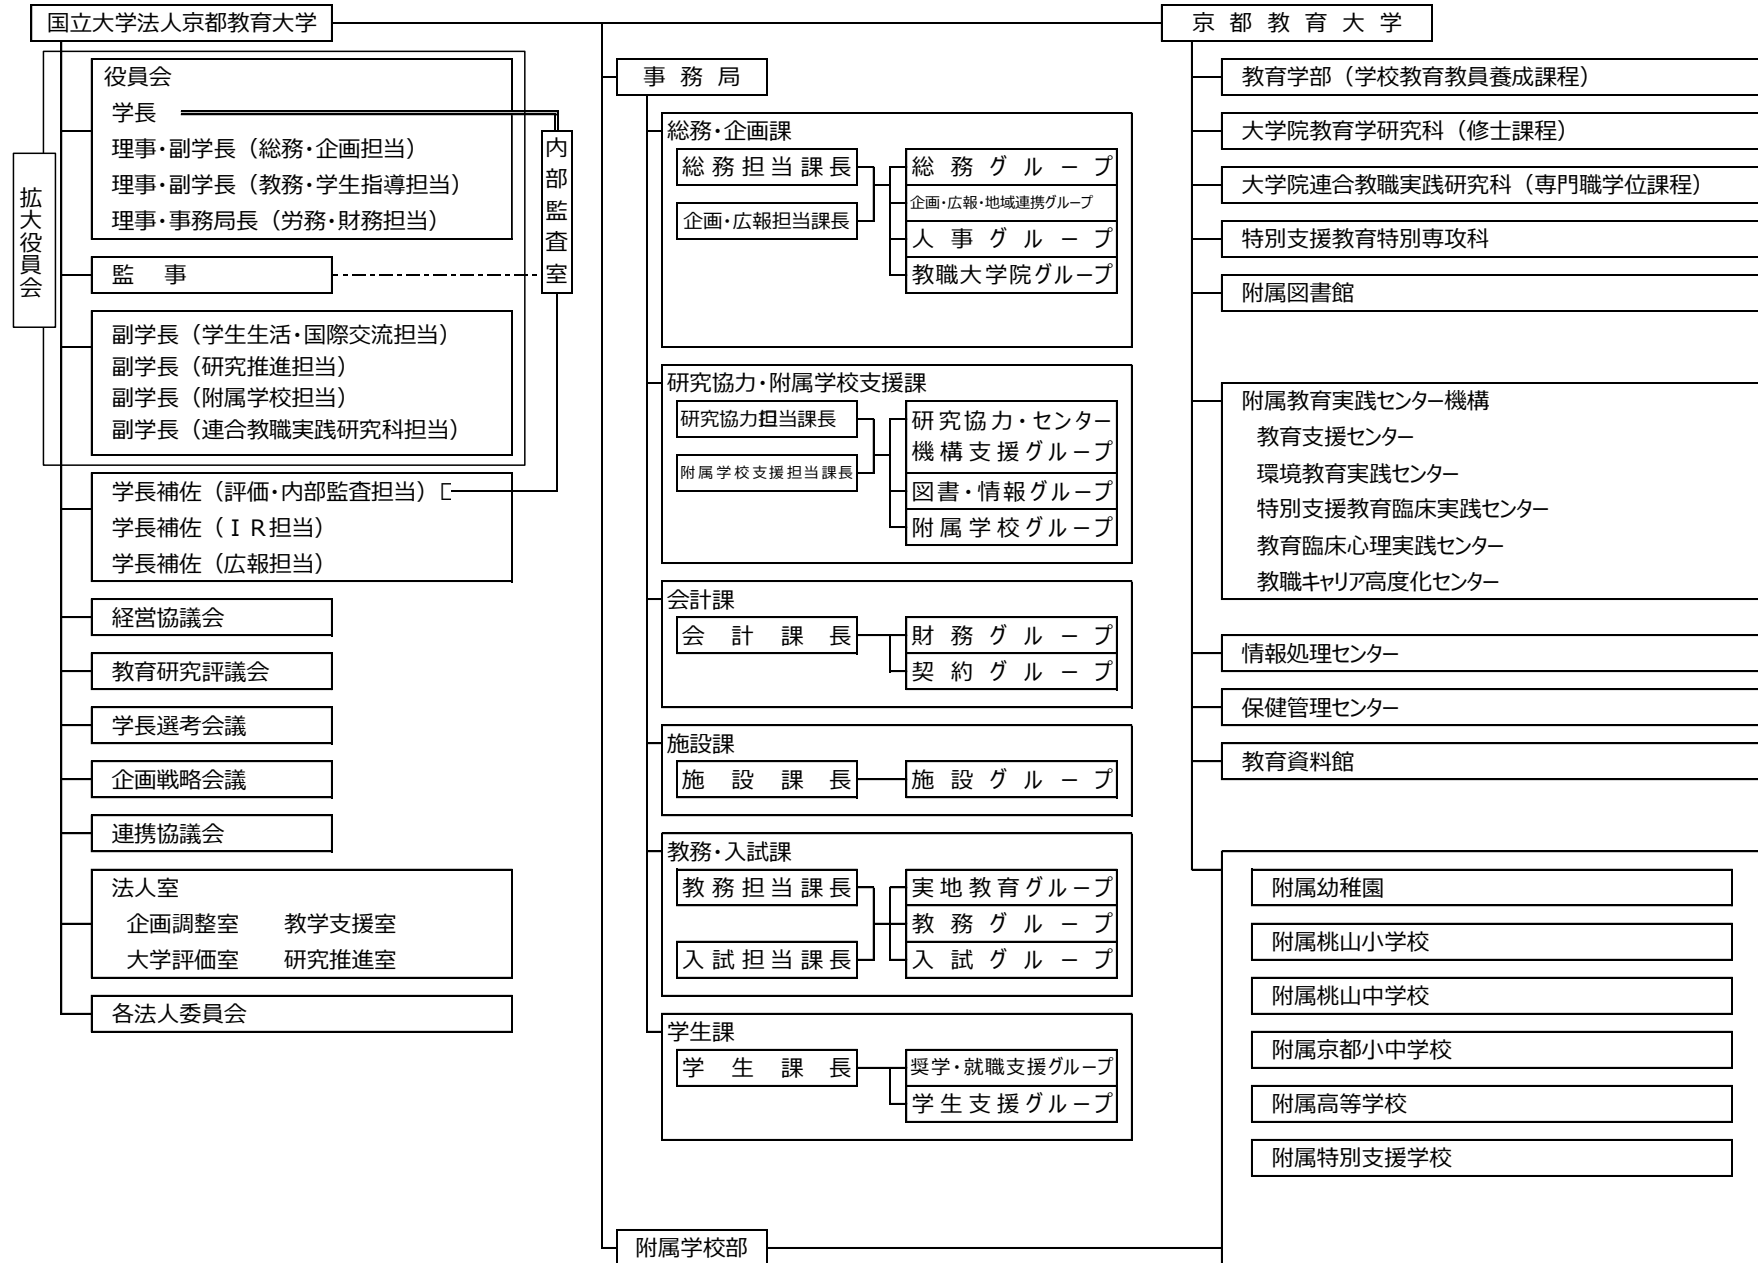 国立大学法人京都教育大学
拡大役員会
役員会
学長
理事・副学長（総務・企画担当）
理事・副学長（教務・学生指導担当）
理事・事務局長（労務・財務担当）
内部監査室
監 事
副学長（学生生活・国際交流担当）
副学長（研究推進担当）
副学長（附属学校担当）
副学長（連合教職実践研究科担当）
学長補佐（評価・内部監査担当）
学長補佐（ＩＲ担当）
学長補佐（広報担当）
経営協議会
教育研究評議会
学長選考会議
企画戦略会議
連携協議会
法人室
企画調整室 教学支援室
大学評価室 研究推進室
各法人委員会
事 務 局
総務・企画課
総務担当課長
企画・広報担当課長
総務グループ
企画・広報・地域連携グループ
人事グループ
教職大学院グループ
研究協力・附属学校支援課
研究協力担当課長
附属学校支援担当課長
研究協力・センター
機構支援グループ
図書・情報グループ
附属学校グループ
会計課
会計課長
財務グループ
契約グループ
施設課
施設課長
施設グループ
教務・入試課
教務担当課長
入試担当課長
実地教育グループ
教務グループ
入試グループ
学生課
学生課長
奨学・就職支援グループ
学生支援グループ
附属学校部
京都教育大学
教育学部（学校教育教員養成課程）
大学院教育学研究科（修士課程）
大学院連合教職実践研究科（専門職学位課程）
特別支援教育特別専攻科
附属図書館
附属教育実践センター機構
教育支援センター
環境教育実践センター
特別支援教育臨床実践センター
教育臨床心理実践センター
教職キャリア高度化センター
情報処理センター
保健管理センター
教育資料館
附属幼稚園
附属桃山小学校
附属桃山中学校
附属京都小中学校
附属高等学校
附属特別支援学校